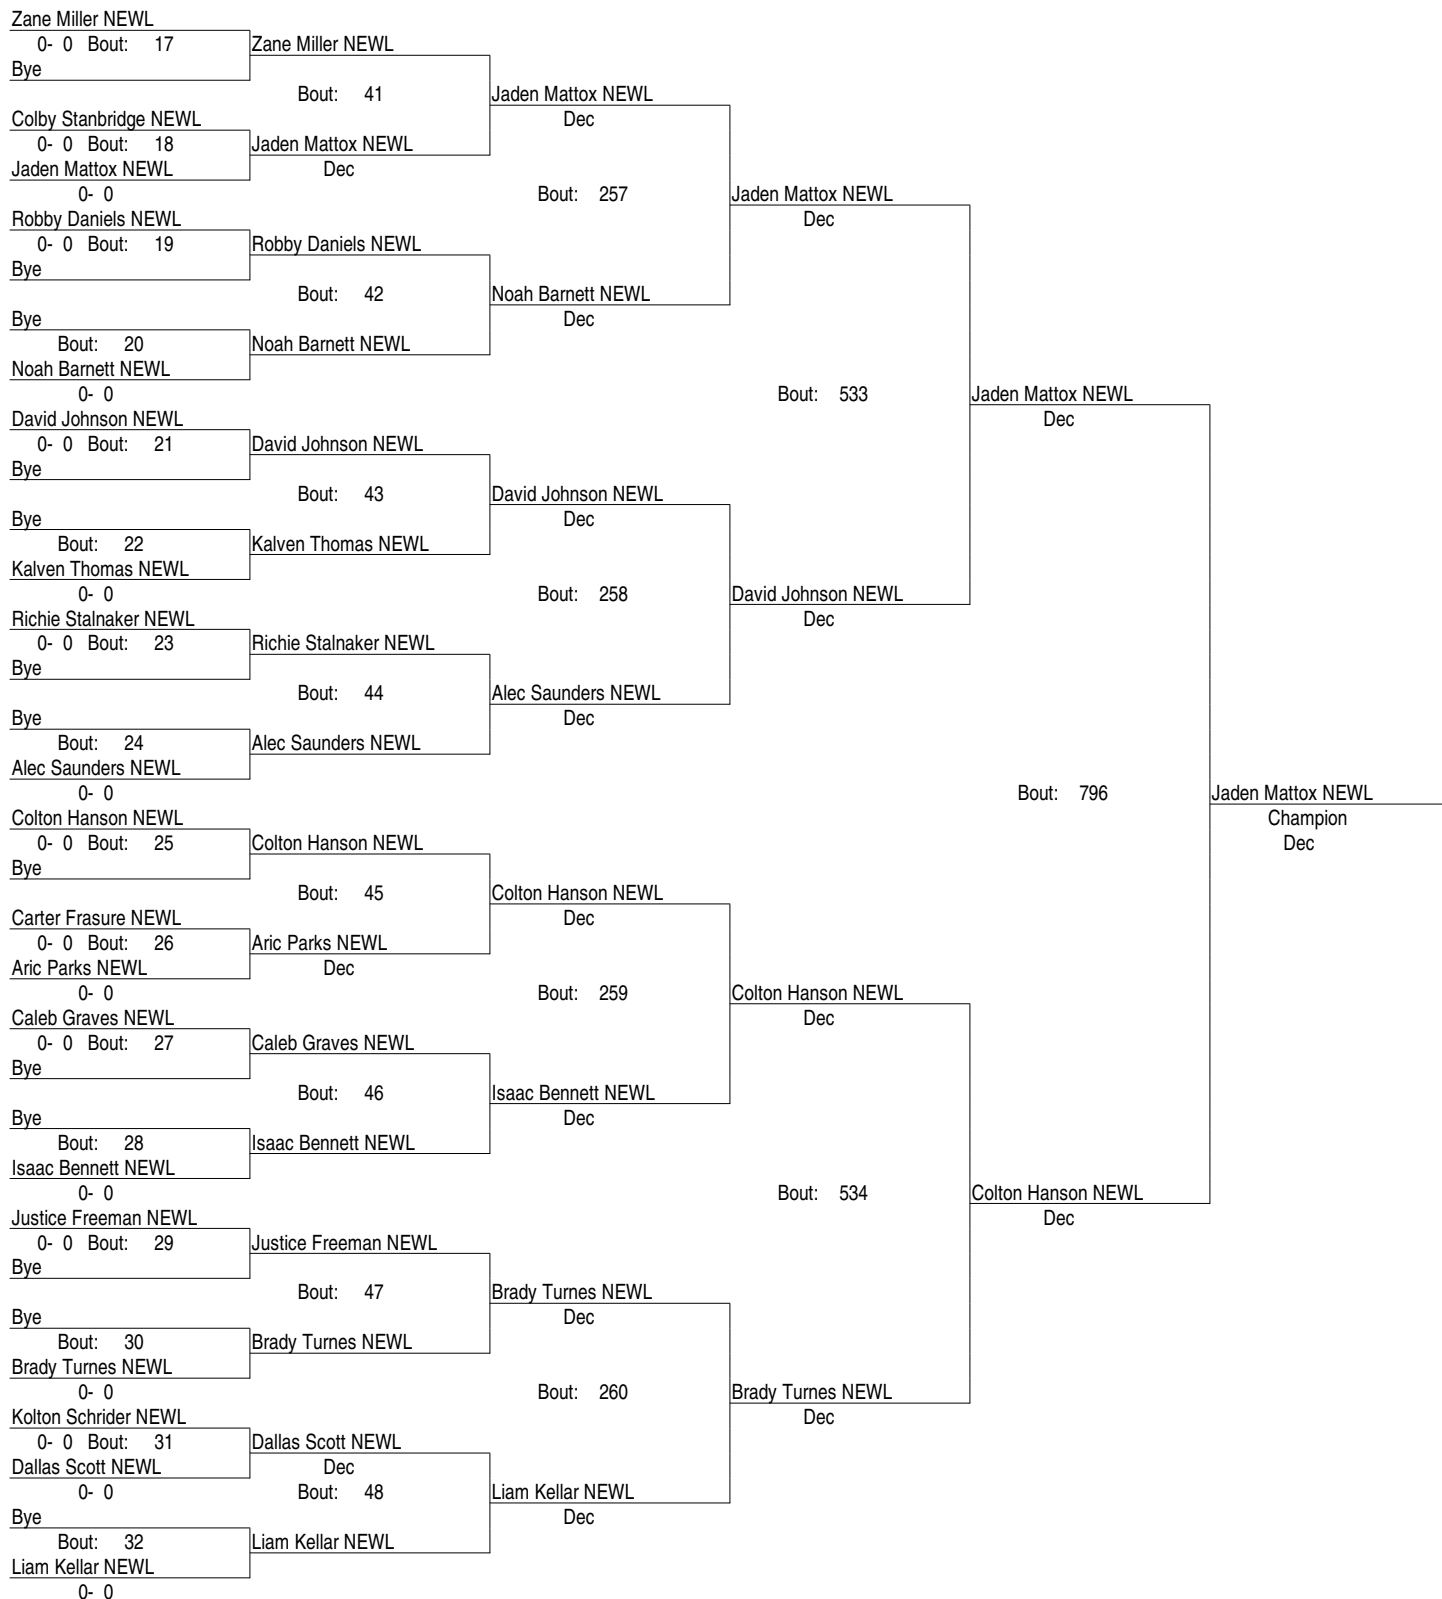 Zane Miller NEWL
0- 0 Bout: 17 Zane Miller NEWL
Bye
Bout: 41 Jaden Mattox NEWL
Colby Stanbridge NEWL Dec
0- 0 Bout: 18 Jaden Mattox NEWL
Jaden Mattox NEWL Dec
0- 0 Bout: 257 Jaden Mattox NEWL
Robby Daniels NEWL Dec
0- 0 Bout: 19 Robby Daniels NEWL
Bye
Bout: 42 Noah Barnett NEWL
Bye Dec
Bout: 20 Noah Barnett NEWL
Noah Barnett NEWL
0- 0 Bout: 533 Jaden Mattox NEWL
David Johnson NEWL Dec
0- 0 Bout: 21 David Johnson NEWL
Bye
Bout: 43 David Johnson NEWL
Bye Dec
Bout: 22 Kalven Thomas NEWL
Kalven Thomas NEWL
0- 0 Bout: 258 David Johnson NEWL
Richie Stalnaker NEWL Dec
0- 0 Bout: 23 Richie Stalnaker NEWL
Bye
Bout: 44 Alec Saunders NEWL
Bye Dec
Bout: 24 Alec Saunders NEWL
Alec Saunders NEWL
0- 0 Bout: 796 Jaden Mattox NEWL
Colton Hanson NEWL Champion
0- 0 Bout: 25 Colton Hanson NEWL Dec
Bye
Bout: 45 Colton Hanson NEWL
Carter Frasure NEWL Dec
0- 0 Bout: 26 Aric Parks NEWL
Aric Parks NEWL Dec
0- 0 Bout: 259 Colton Hanson NEWL
Caleb Graves NEWL Dec
0- 0 Bout: 27 Caleb Graves NEWL
Bye
Bout: 46 Isaac Bennett NEWL
Bye Dec
Bout: 28 Isaac Bennett NEWL
Isaac Bennett NEWL
0- 0 Bout: 534 Colton Hanson NEWL
Justice Freeman NEWL Dec
0- 0 Bout: 29 Justice Freeman NEWL
Bye
Bout: 47 Brady Turnes NEWL
Bye Dec
Bout: 30 Brady Turnes NEWL
Brady Turnes NEWL
0- 0 Bout: 260 Brady Turnes NEWL
Kolton Schrider NEWL Dec
0- 0 Bout: 31 Dallas Scott NEWL
Dallas Scott NEWL Dec
0- 0 Bout: 48 Liam Kellar NEWL
Bye Dec
Bout: 32 Liam Kellar NEWL
Liam Kellar NEWL
0- 0